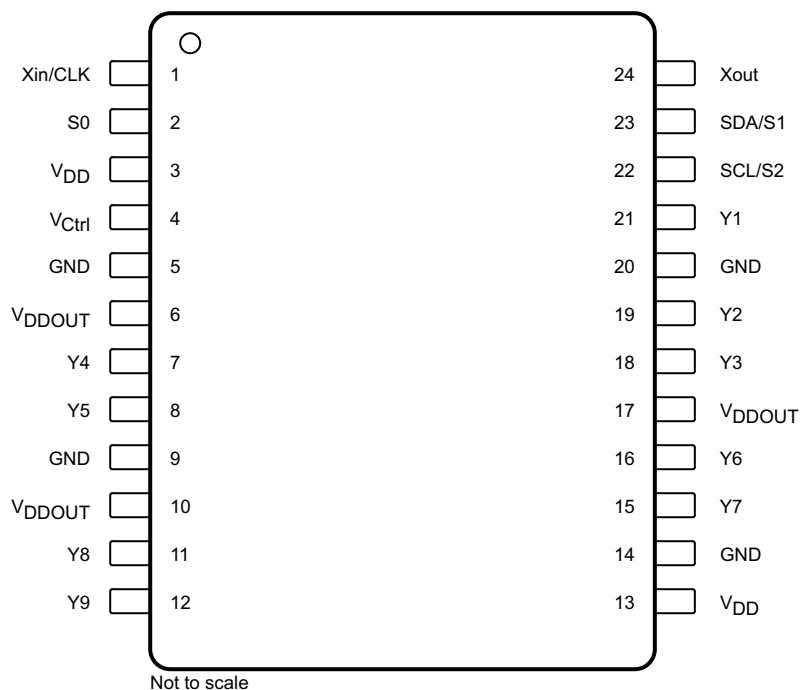 Xin/CLK 1 24 Xout
S0 2 23 SDA/S1
VDD 3 22 SCL/S2
VCtrl 4 21 Y1
GND 5 20 GND
VDDOUT 6 19 Y2
Y4 7 18 Y3
Y5 8 17 VDDOUT
GND 9 16 Y6
VDDOUT 10 15 Y7
Y8 11 14 GND
Y9 12 13 VDD
Not to scale